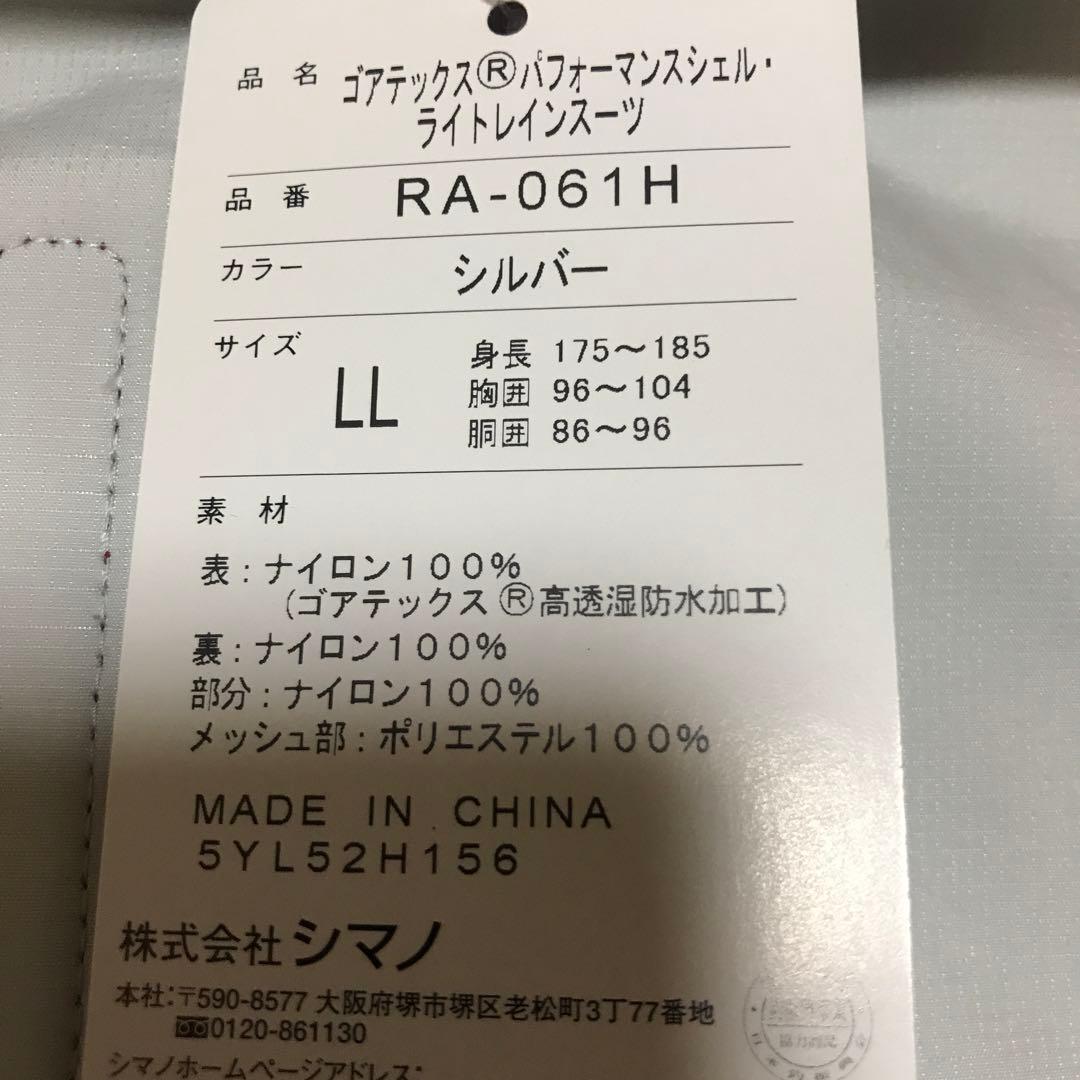 品 名 ゴアテックス®パフォーマンスシェル・
ライトレインスーツ
品 番 RA-061H
カラー シルバー
サイズ LL 身長 175～185
胸囲 96～104
胴囲 86～96
素 材
表：ナイロン１００％
(ゴアテックス®高透湿防水加工)
裏：ナイロン１００％
部分：ナイロン１００％
メッシュ部：ポリエステル１００％
MADE IN CHINA
5YL52H156
株式会社シマノ
本社:〒590-8577 大阪府堺市堺区老松町3丁77番地
0120-861130
シマノホームページアドレス: